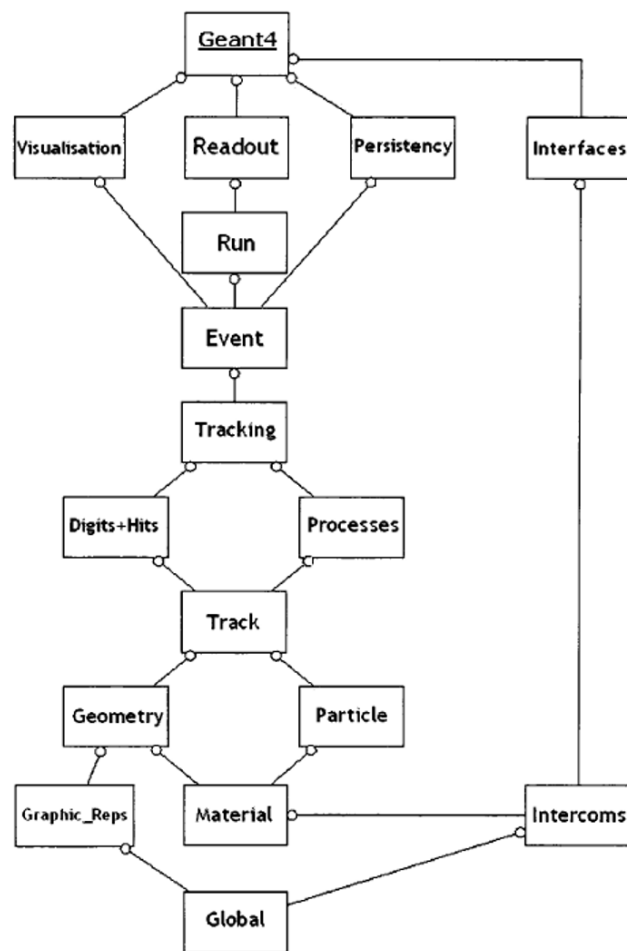 Geant4
Visualisation
Readout
Persistency
Interfaces
Run
Event
Tracking
Digits+Hits
Processes
Track
Geometry
Particle
Graphic_Reps
Material
Intercoms
Global